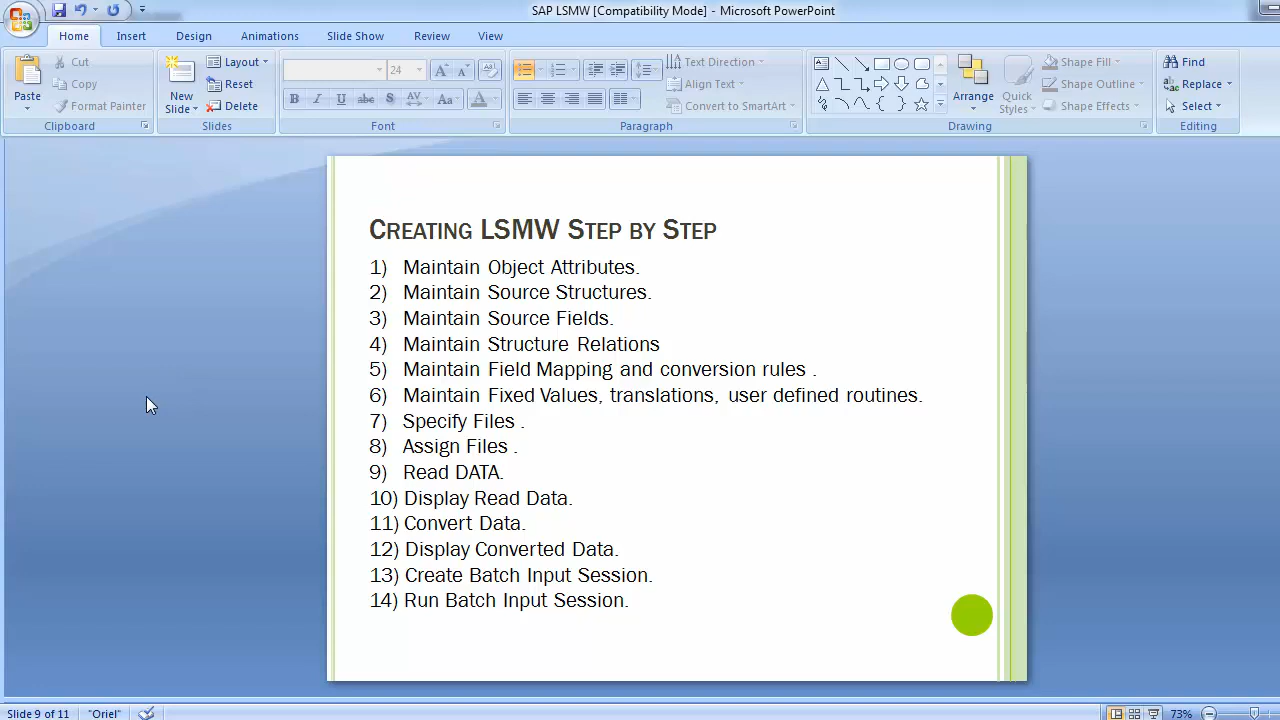 SAP LSMW [Compatibility Mode] - Microsoft PowerPoint
Home Insert Design Animations Slide Show Review View
Paste
Cut
Copy
Format Painter
Clipboard
New Slide
Layout
Reset
Delete
Slides
24
A A
B I U abc S AV Aa A
Font
Text Direction
Align Text
Convert to SmartArt
Paragraph
Arrange
Quick Styles
Shape Fill
Shape Outline
Shape Effects
Drawing
Find
Replace
Select
Editing
CREATING LSMW STEP BY STEP
1) Maintain Object Attributes.
2) Maintain Source Structures.
3) Maintain Source Fields.
4) Maintain Structure Relations
5) Maintain Field Mapping and conversion rules .
6) Maintain Fixed Values, translations, user defined routines.
7) Specify Files .
8) Assign Files .
9) Read DATA.
10) Display Read Data.
11) Convert Data.
12) Display Converted Data.
13) Create Batch Input Session.
14) Run Batch Input Session.
Slide 9 of 11 "Oriel" 73%